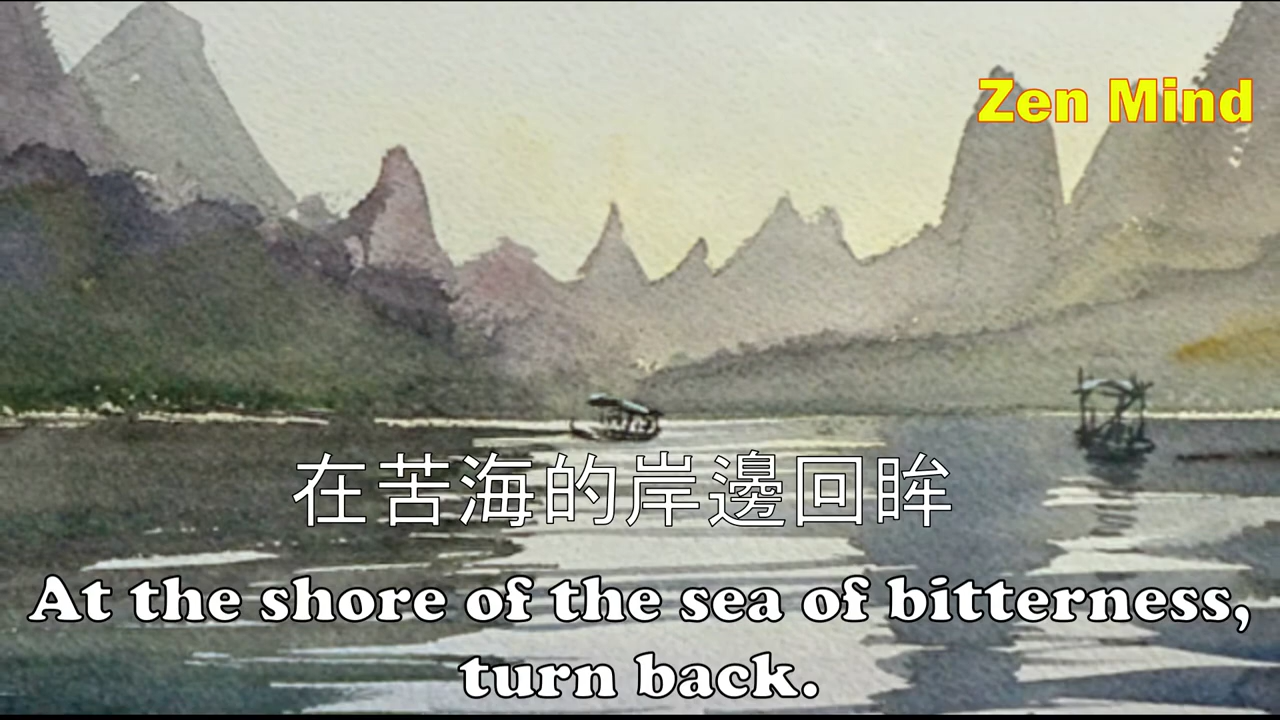 Zen Mind
在苦海的岸邊回眸
At the shore of the sea of bitterness,
turn back.